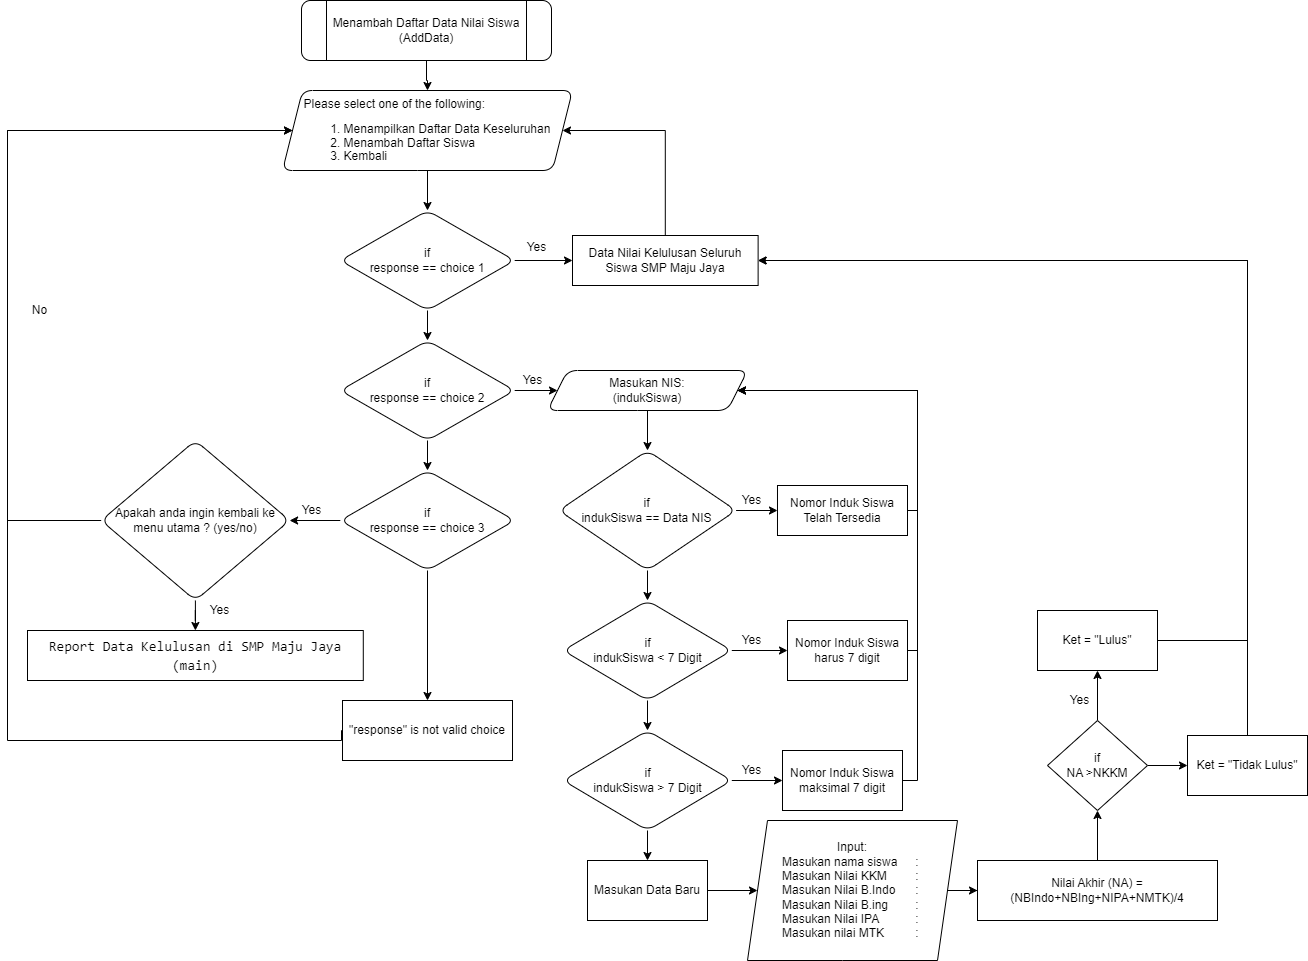 Menambah Daftar Data Nilai Siswa
(AddData)
Please select one of the following:
1. Menampilkan Daftar Data Keseluruhan
2. Menambah Daftar Siswa
3. Kembali
if
response == choice 1
Yes
Data Nilai Kelulusan Seluruh
Siswa SMP Maju Jaya
No
if
response == choice 2
Yes
Masukan NIS:
(indukSiswa)
if
response == choice 3
Yes
Apakah anda ingin kembali ke
menu utama ? (yes/no)
Yes
Report Data Kelulusan di SMP Maju Jaya
(main)
"response" is not valid choice
if
indukSiswa == Data NIS
Yes
Nomor Induk Siswa
Telah Tersedia
if
indukSiswa < 7 Digit
Yes
Nomor Induk Siswa
harus 7 digit
if
indukSiswa > 7 Digit
Yes
Nomor Induk Siswa
maksimal 7 digit
Masukan Data Baru
Input:
Masukan nama siswa :
Masukan Nilai KKM :
Masukan Nilai B.Indo :
Masukan Nilai B.ing :
Masukan Nilai IPA :
Masukan nilai MTK :
Nilai Akhir (NA) =
(NBIndo+NBIng+NIPA+NMTK)/4
if
NA >NKKM
Yes
Ket = "Lulus"
Ket = "Tidak Lulus"